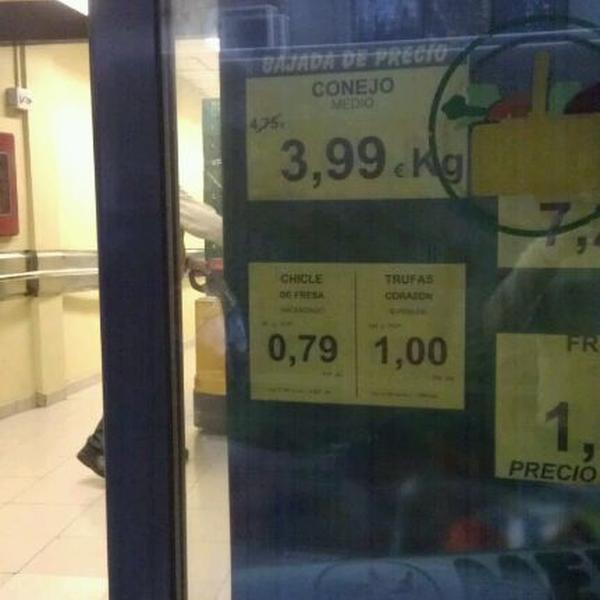 BAJADA DE PRECIO
CONEJO
MEDIO
4,75€
3,99 € Kg
CHICLE
DE FRESA
HACENDADO
0,79
TRUFAS
CORAZON
1,00
7,
FR
1,
PRECIO